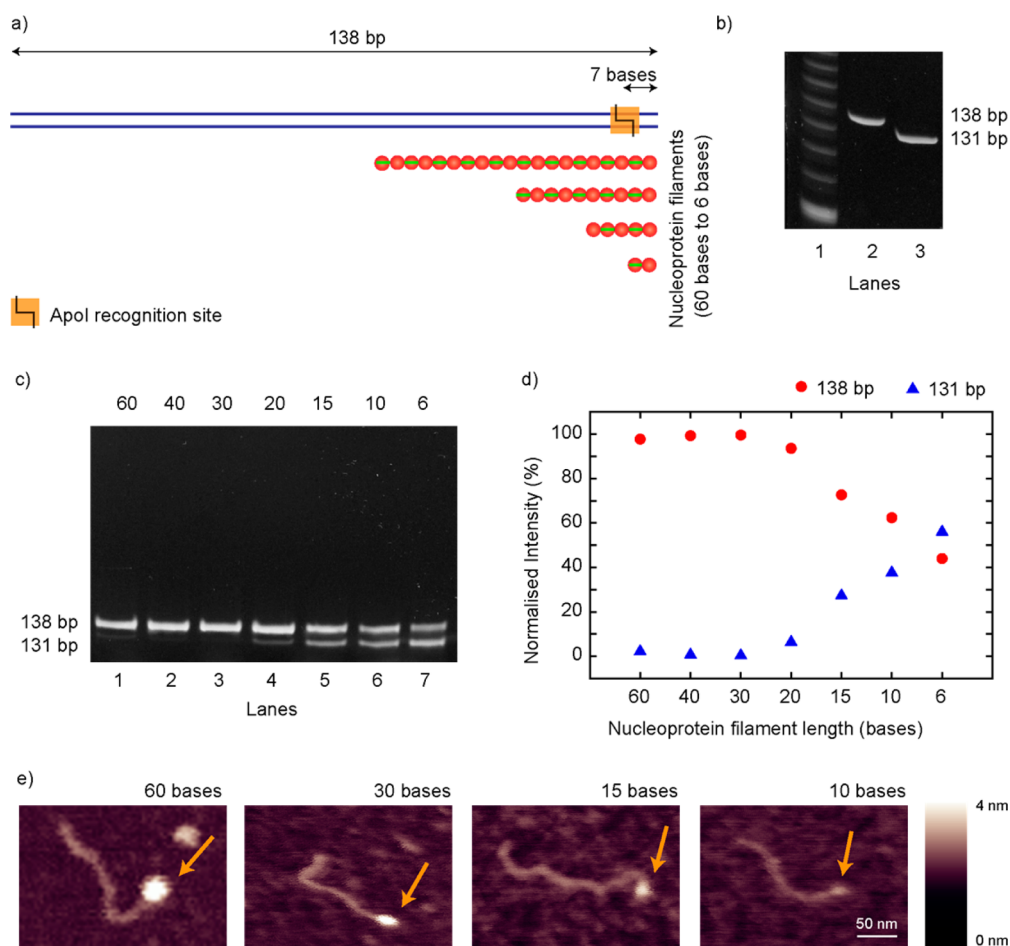 a)
138 bp
7 bases
Nucleoprotein filaments
(60 bases to 6 bases)
ApoI recognition site
b)
138 bp
131 bp
1 2 3
Lanes
c)
60 40 30 20 15 10 6
138 bp
131 bp
1 2 3 4 5 6 7
Lanes
d)
138 bp 131 bp
Normalised Intensity (%)
100
80
60
40
20
0
60 40 30 20 15 10 6
Nucleoprotein filament length (bases)
e)
60 bases 30 bases 15 bases 10 bases
4 nm
50 nm
0 nm